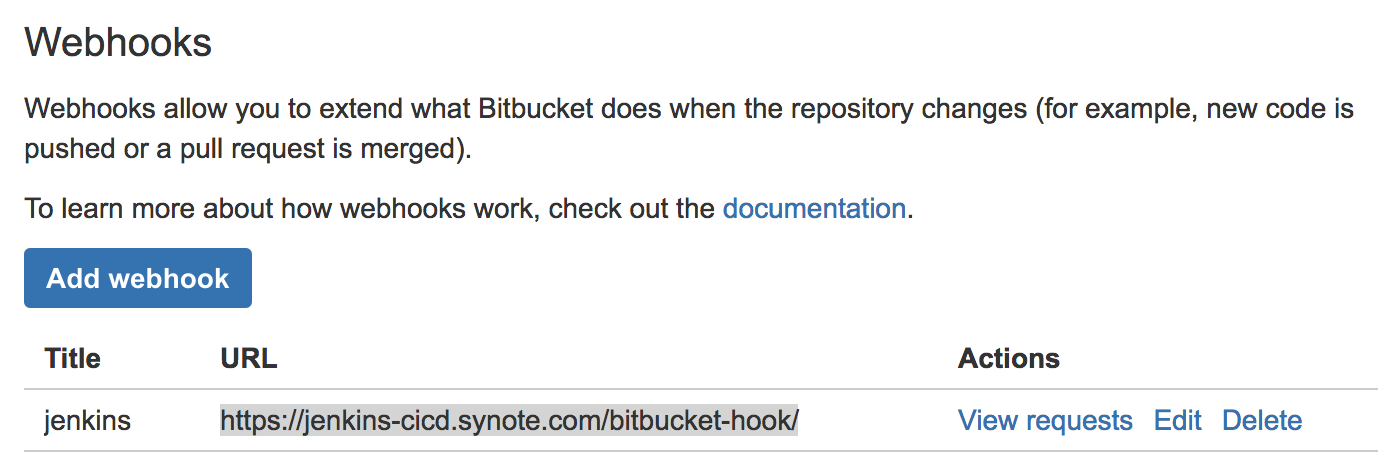 Webhooks
Webhooks allow you to extend what Bitbucket does when the repository changes (for example, new code is
pushed or a pull request is merged).
To learn more about how webhooks work, check out the documentation.
Add webhook
Title URL Actions
jenkins https://jenkins-cicd.synote.com/bitbucket-hook/ View requests Edit Delete